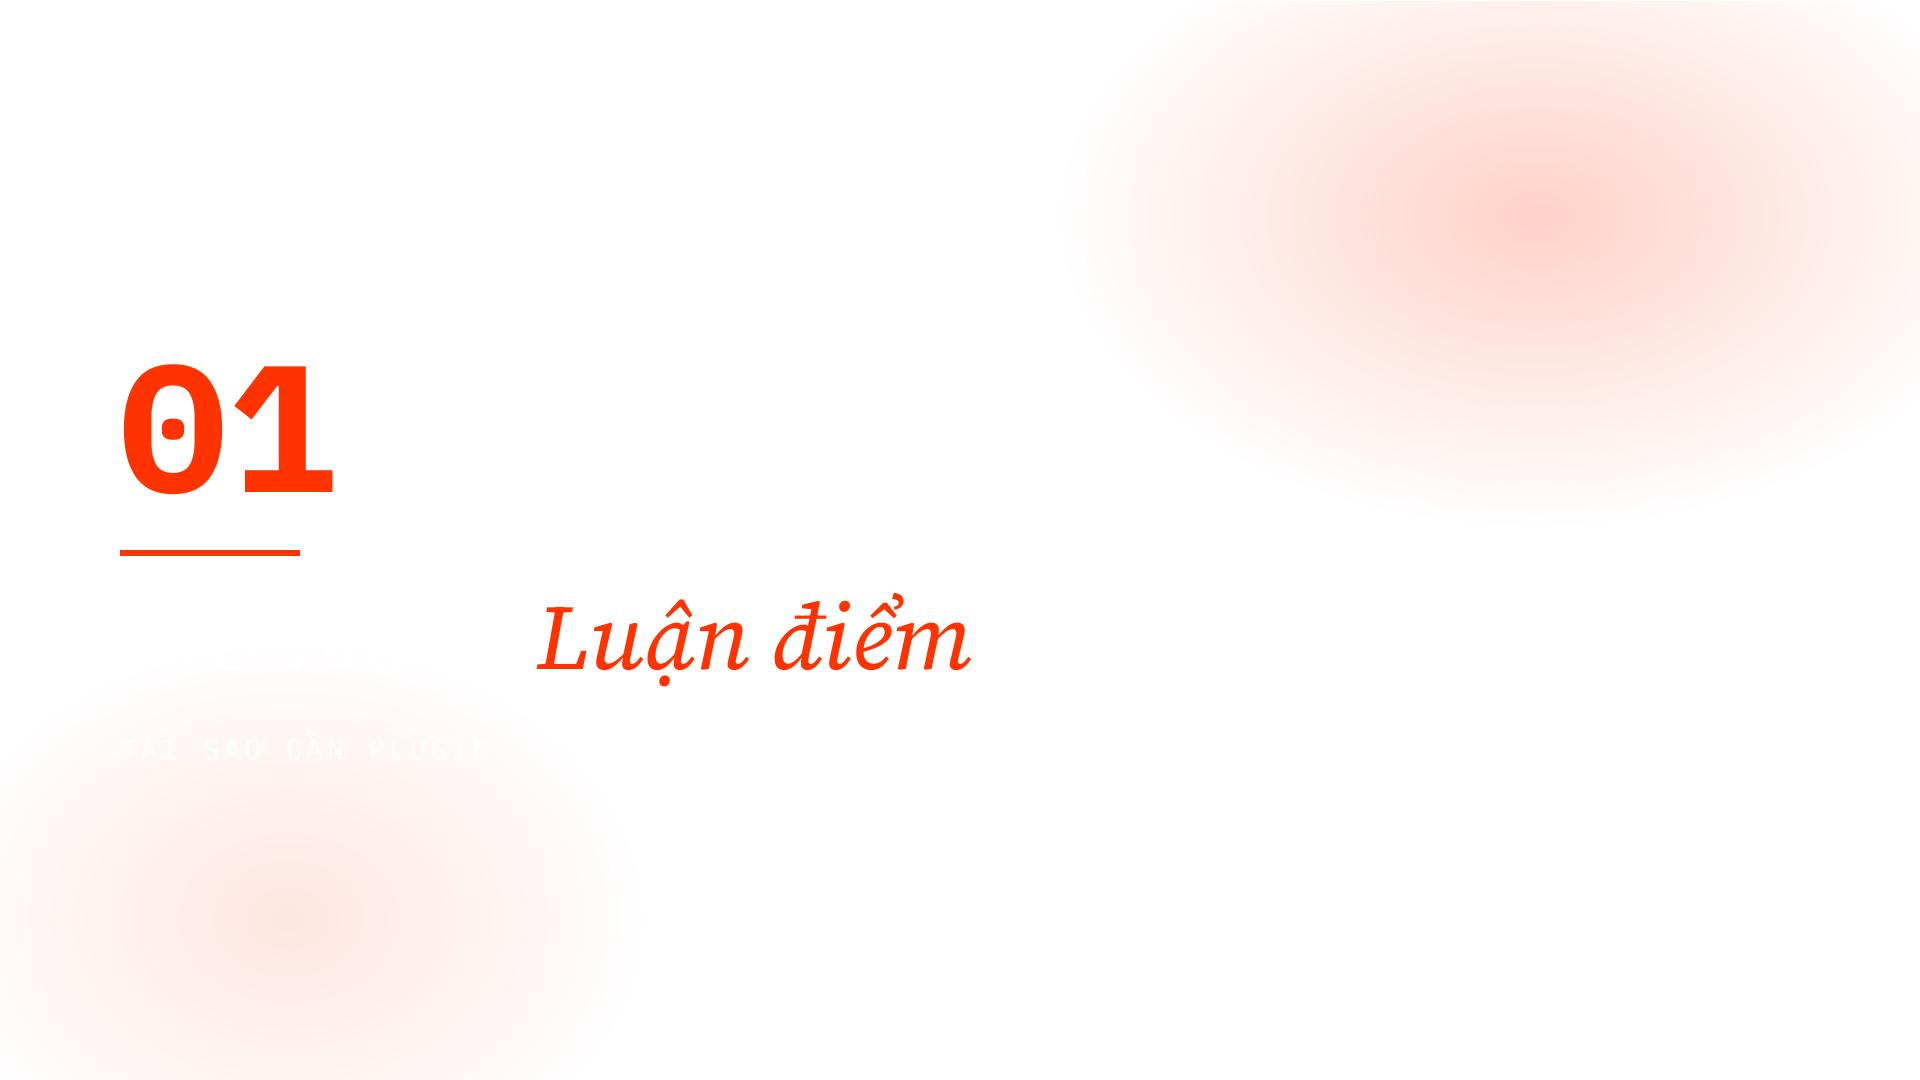 01
Luận điểm
TẠI SAO CẦN PLUGIN